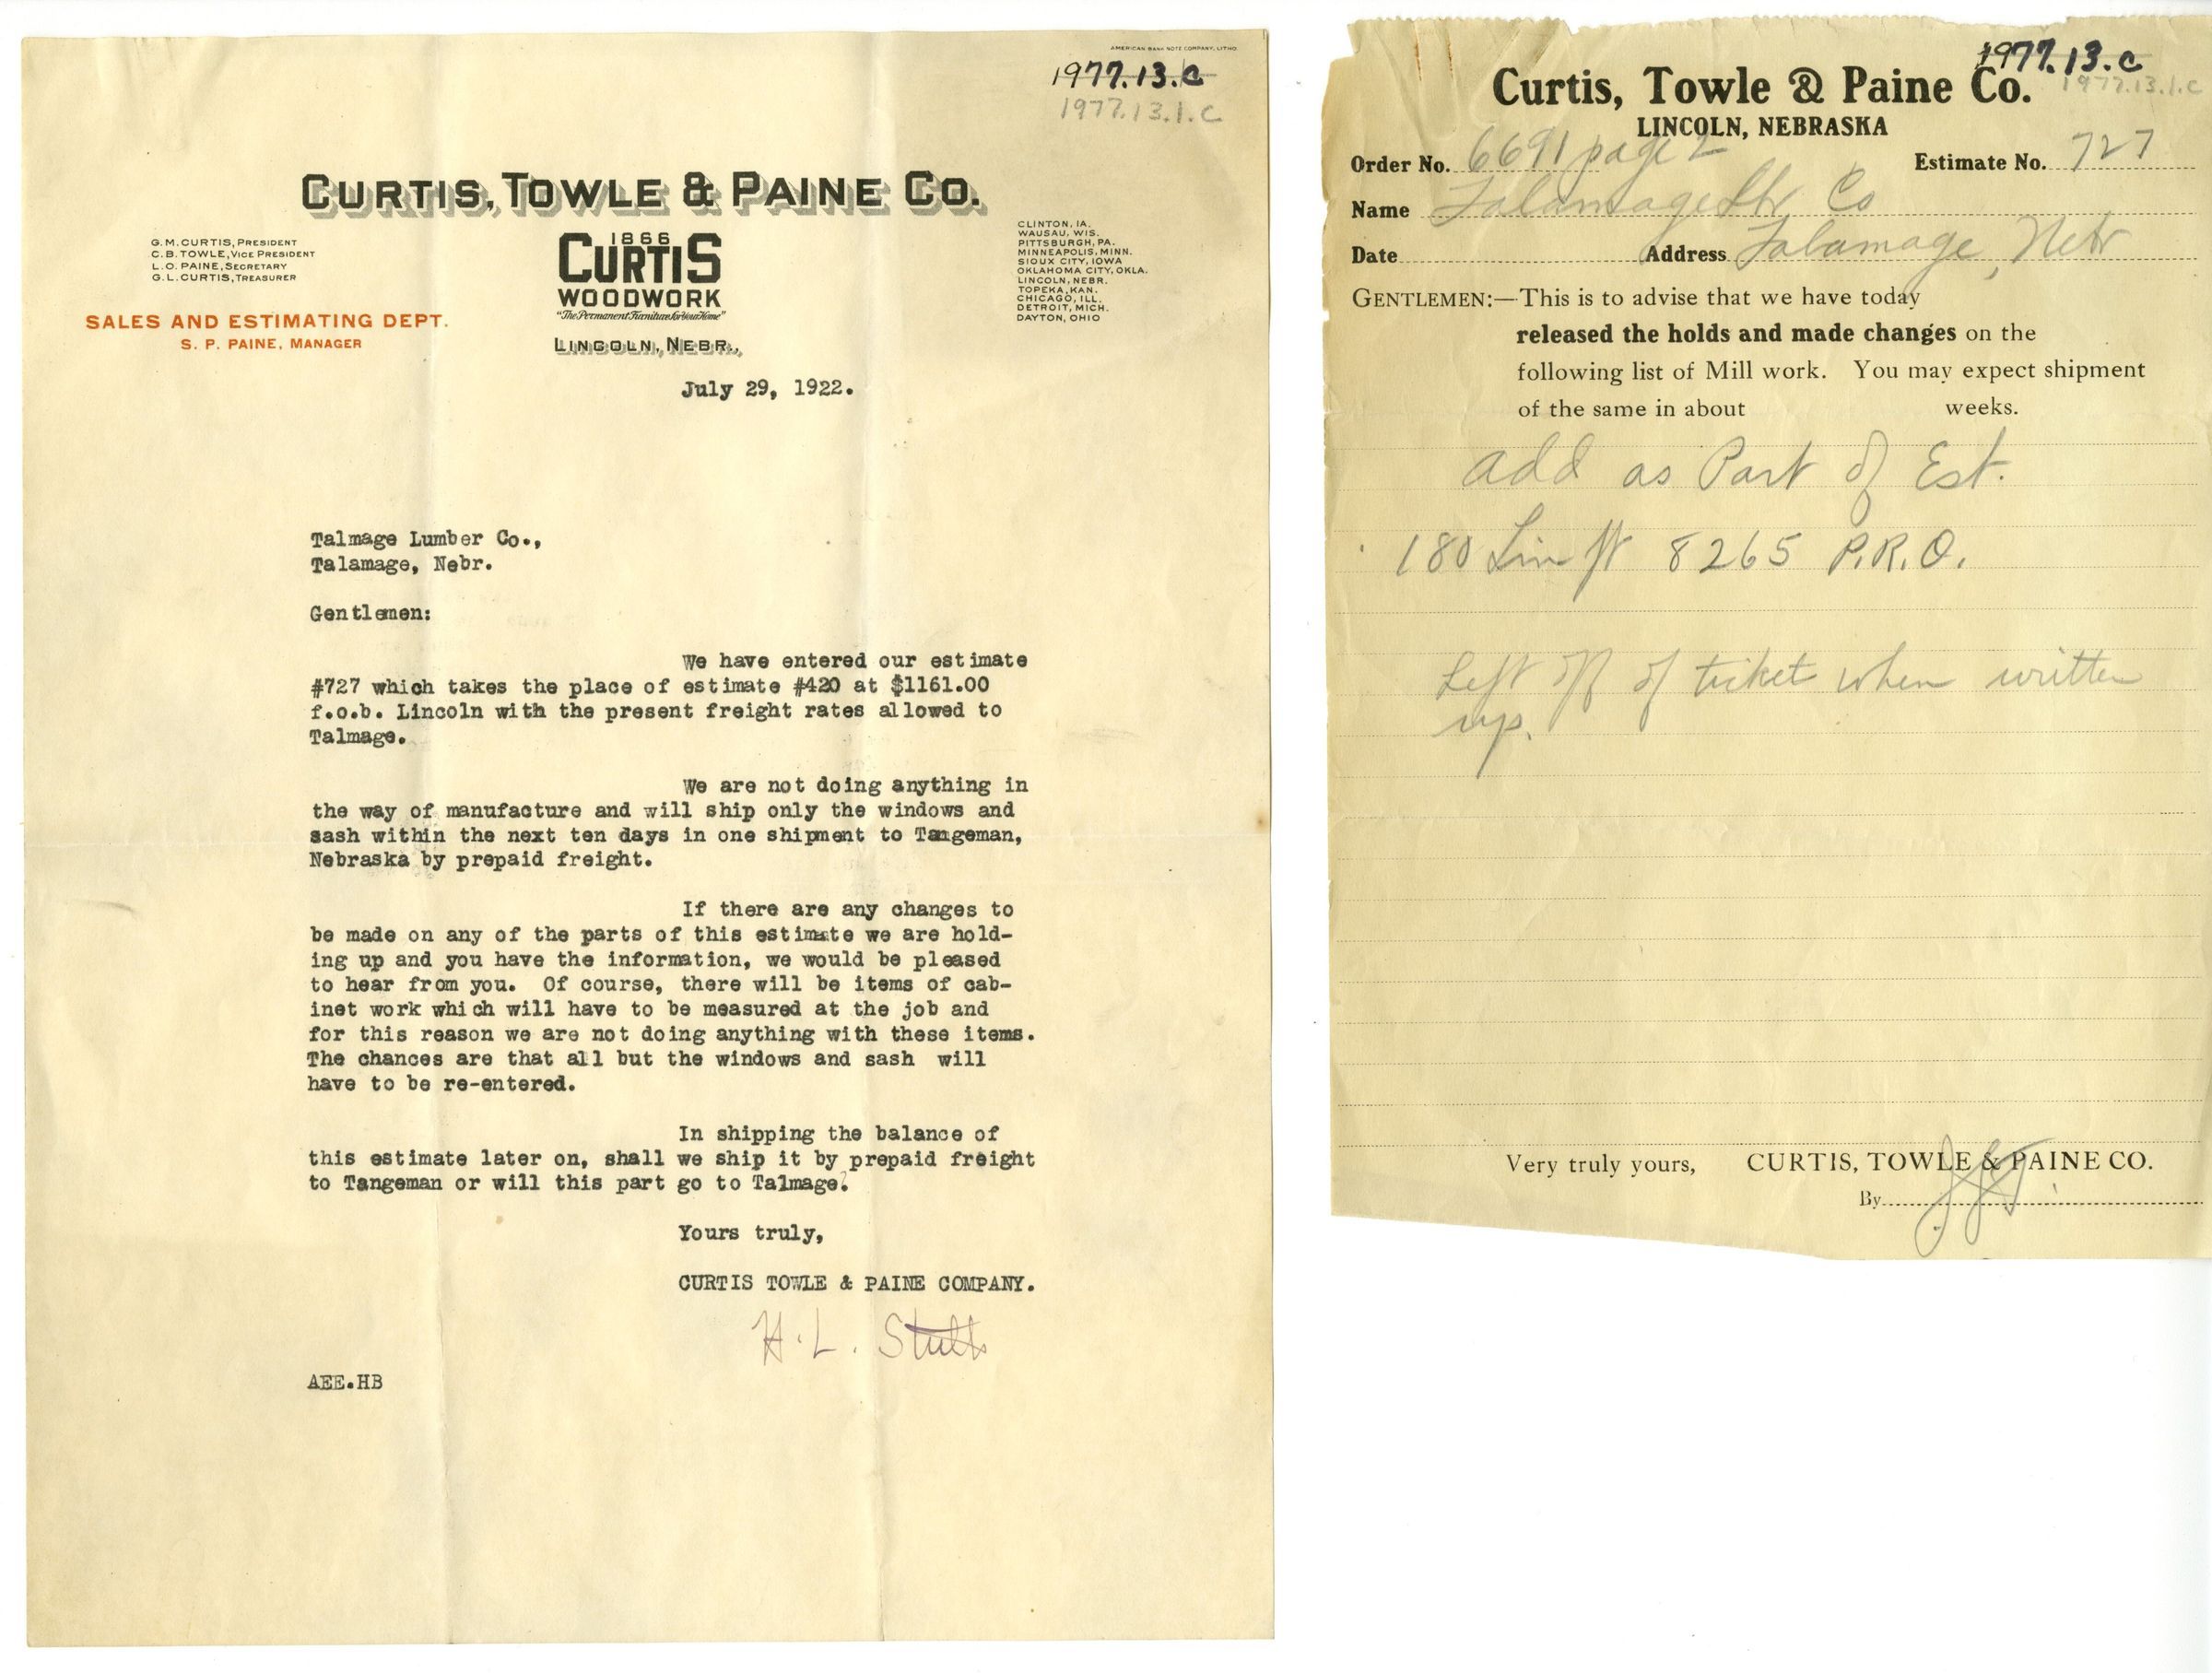 AMERICAN BANK NOTE COMPANY, LITHO.
1977.13.C
1977.13.1.C
CURTIS, TOWLE & PAINE CO.
G. M. CURTIS, PRESIDENT
C. B. TOWLE, VICE PRESIDENT
L. O. PAINE, SECRETARY
G. L. CURTIS, TREASURER
SALES AND ESTIMATING DEPT.
S. P. PAINE, MANAGER
1866
CURTIS
WOODWORK
"The Permanent Furniture for Your Home"
LINCOLN, NEBR.,
CLINTON, IA.
WAUSAU, WIS.
PITTSBURGH, PA.
MINNEAPOLIS, MINN.
SIOUX CITY, IOWA
OKLAHOMA CITY, OKLA.
LINCOLN, NEBR.
TOPEKA, KAN.
CHICAGO, ILL.
DETROIT, MICH.
DAYTON, OHIO
July 29, 1922.
Talmage Lumber Co.,
Talamage, Nebr.
Gentlemen:
We have entered our estimate
#727 which takes the place of estimate #420 at $1161.00
f.o.b. Lincoln with the present freight rates allowed to
Talmage.
We are not doing anything in
the way of manufacture and will ship only the windows and
sash within the next ten days in one shipment to Tangeman,
Nebraska by prepaid freight.
If there are any changes to
be made on any of the parts of this estimate we are hold-
ing up and you have the information, we would be pleased
to hear from you. Of course, there will be items of cab-
inet work which will have to be measured at the job and
for this reason we are not doing anything with these items.
The chances are that all but the windows and sash will
have to be re-entered.
In shipping the balance of
this estimate later on, shall we ship it by prepaid freight
to Tangeman or will this part go to Talmage?
Yours truly,
CURTIS TOWLE & PAINE COMPANY.
H. L. Stults
AEE.HB
1977.13.C
1977.13.1.C
Curtis, Towle & Paine Co.
LINCOLN, NEBRASKA
Order No. 6691 page 2 Estimate No. 727
Name Talamage Lbr Co
Date Address Talamage, Nebr
GENTLEMEN:—This is to advise that we have today
released the holds and made changes on the
following list of Mill work. You may expect shipment
of the same in about weeks.
add as Part of Est.
180 Lin ft 8265 P.R.O.
Left off of ticket when written
up.
Very truly yours, CURTIS, TOWLE & PAINE CO.
By